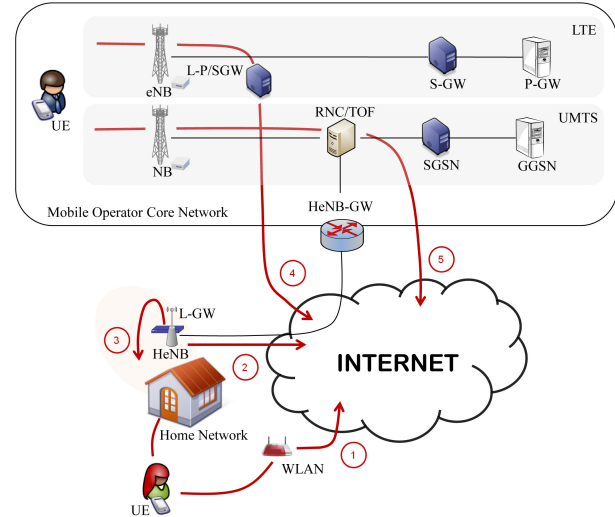 LTE
L-P/SGW
eNB
S-GW
P-GW
UE
RNC/TOF
UMTS
NB
SGSN
GGSN
HeNB-GW
Mobile Operator Core Network
4
5
L-GW
3
HeNB
2
INTERNET
Home Network
WLAN
1
UE